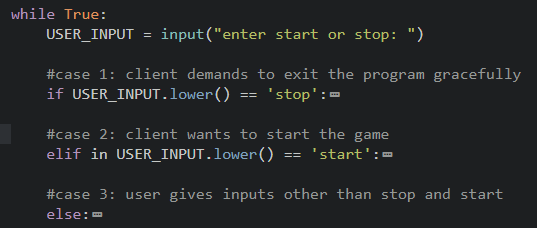 while True:
    USER_INPUT = input("enter start or stop: ")
    #case 1: client demands to exit the program gracefully
    if USER_INPUT.lower() == 'stop':
    #case 2: client wants to start the game
    elif in USER_INPUT.lower() == 'start':
    #case 3: user gives inputs other than stop and start
    else: